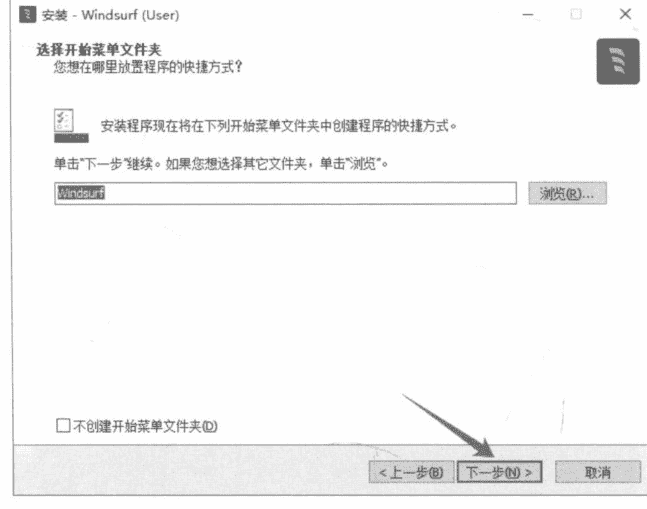 安装 - Windsurf (User)
选择开始菜单文件夹
您想在哪里放置程序的快捷方式?
安装程序现在将在下列开始菜单文件夹中创建程序的快捷方式。
单击"下一步"继续。如果您想选择其它文件夹，单击"浏览"。
Windsurf
浏览(R)...
不创建开始菜单文件夹(D)
< 上一步(B)
下一步(N) >
取消